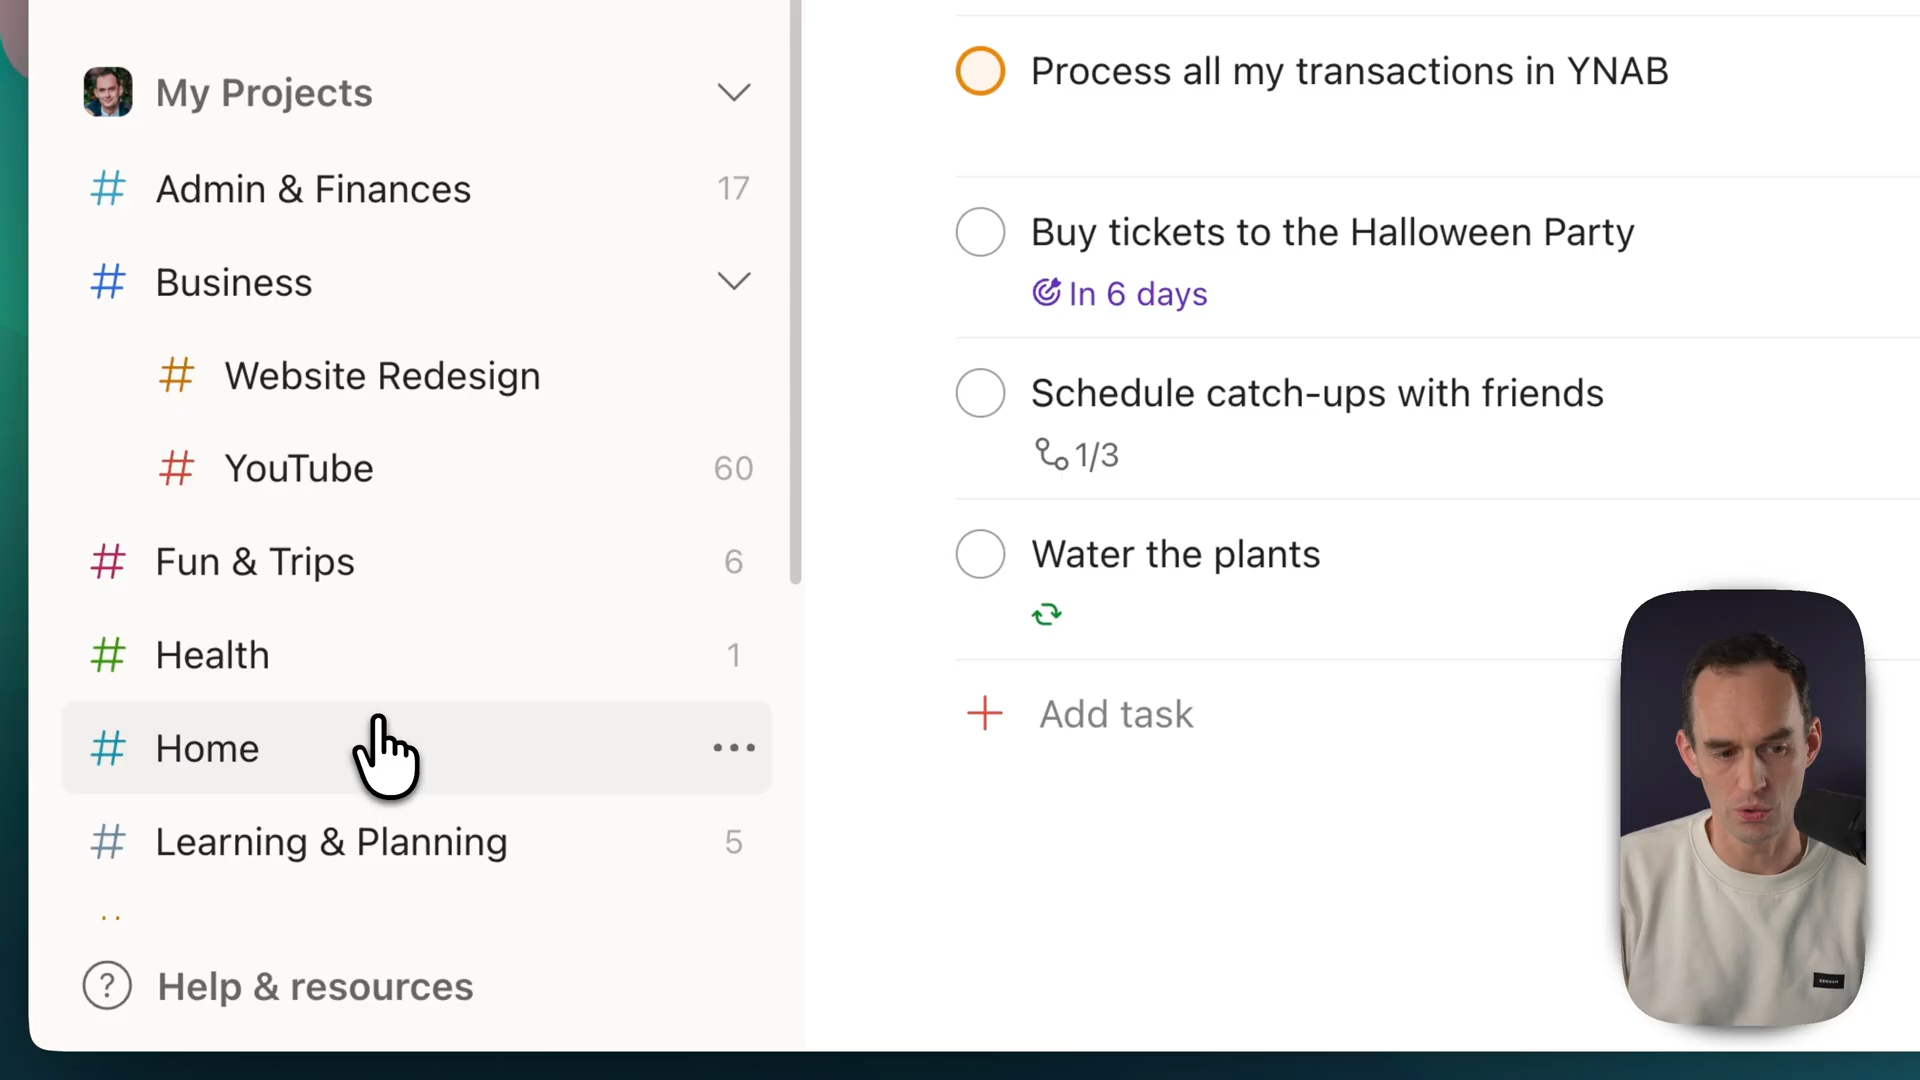 My Projects
Admin & Finances 17
Business
Website Redesign
YouTube 60
Fun & Trips 6
Health 1
Home
Learning & Planning 5
Help & resources
Process all my transactions in YNAB
Buy tickets to the Halloween Party
In 6 days
Schedule catch-ups with friends
1/3
Water the plants
Add task